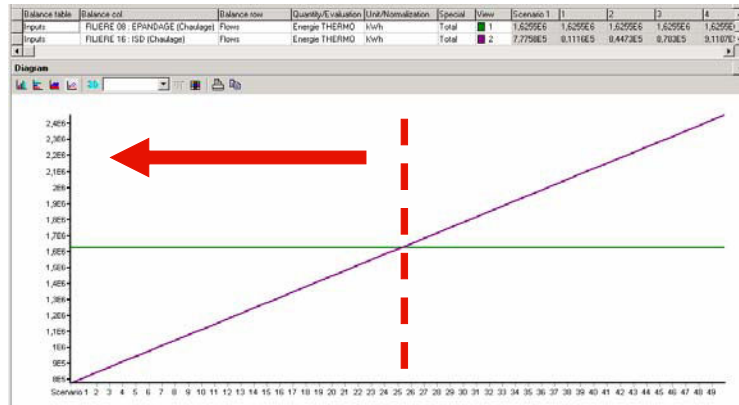 Balance table Balance col Balance row Quantity/Evaluation Unit/Normalization Special View Scenario 1 1 2 3 4
Inputs FILIERE 08 : EPANDAGE (Chaulage) Flows Energie THERMO kWh Total 1 1,6255E6 1,6255E6 1,6255E6 1,6255E6
Inputs FILIERE 16 : ISD (Chaulage) Flows Energie THERMO kWh Total 2 7,7758E5 8,1116E5 8,4473E5 8,783E5
Diagram
2,4E6
2,3E6
2,2E6
2,1E6
2E6
1,9E6
1,8E6
1,7E6
1,6E6
1,5E6
1,4E6
1,3E6
1,2E6
1,1E6
1E6
9E5
8E5
Scenario 1 2 3 4 5 6 7 8 9 10 11 12 13 14 15 16 17 18 19 20 21 22 23 24 25 26 27 28 29 30 31 32 33 34 35 36 37 38 39 40 41 42 43 44 45 46 47 48 49